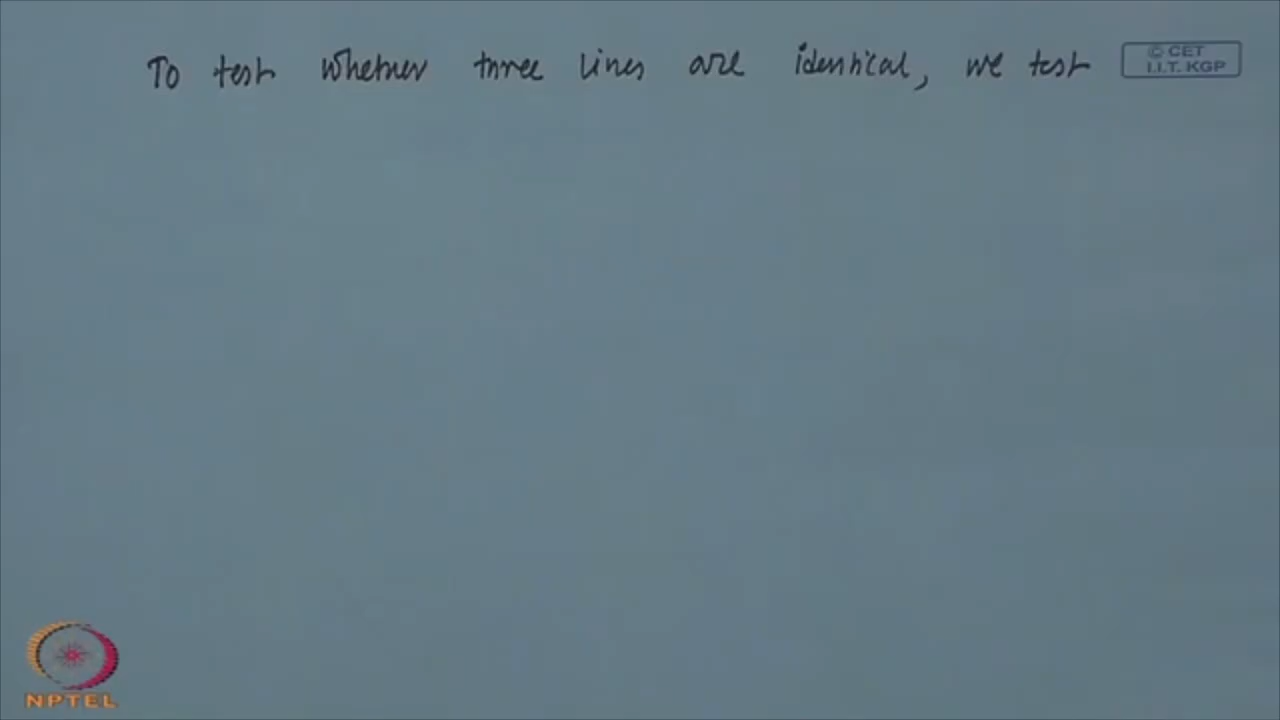 To test whether three lines are identical, we test
© CET
I.I.T. KGP
NPTEL